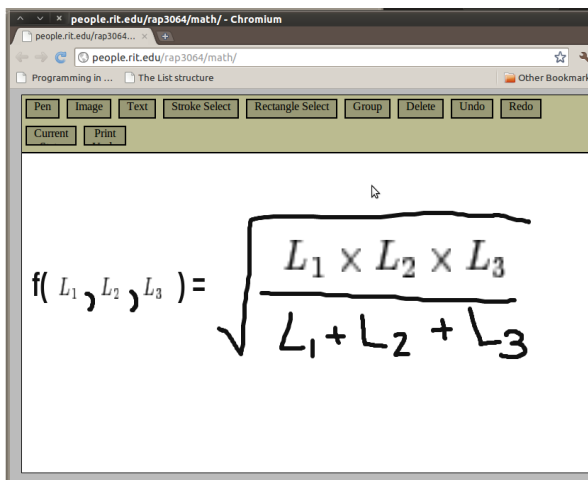 people.rit.edu/rap3064/math/ - Chromium
people.rit.edu/rap3064...
people.rit.edu/rap3064/math/
Programming in ... The List structure Other Bookmark
Pen Image Text Stroke Select Rectangle Select Group Delete Undo Redo
Current Print
f( L₁ , L₂ , L₃ ) = √((L₁ × L₂ × L₃)/(L₁ + L₂ + L₃))